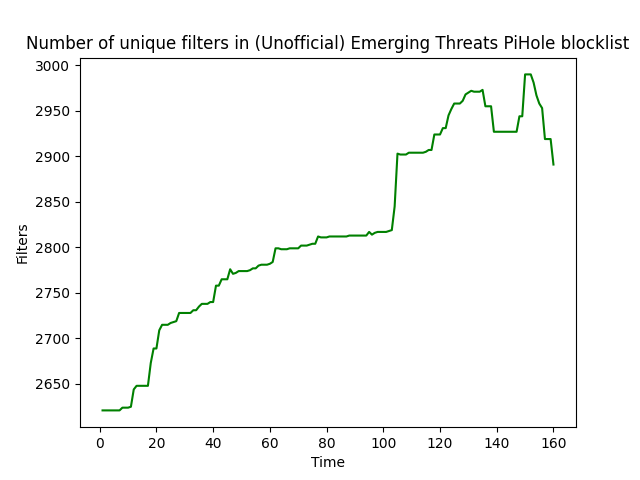 Number of unique filters in (Unofficial) Emerging Threats PiHole blocklist
3000
2950
2900
2850
2800
2750
2700
2650
Filters
0 20 40 60 80 100 120 140 160
Time